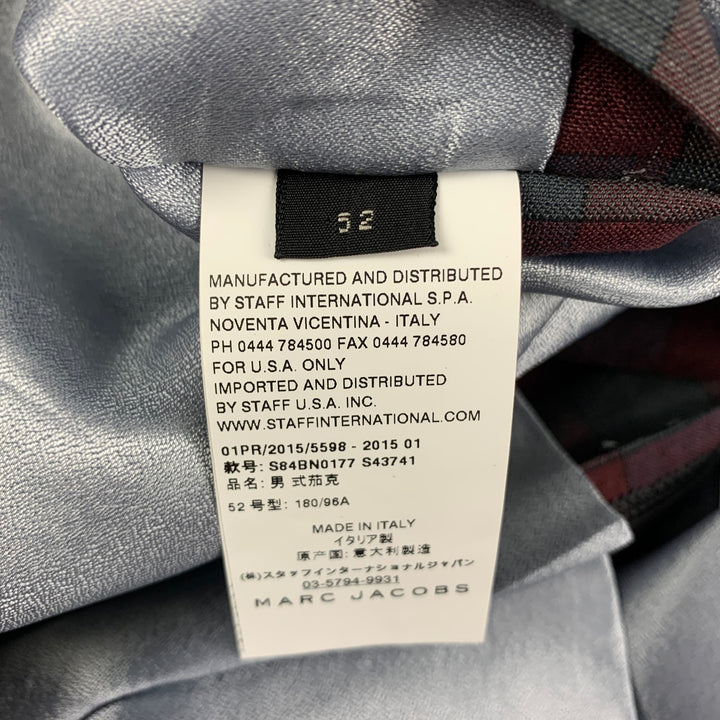 52
MANUFACTURED AND DISTRIBUTED
BY STAFF INTERNATIONAL S.P.A.
NOVENTA VICENTINA - ITALY
PH 0444 784500 FAX 0444 784580
FOR U.S.A. ONLY
IMPORTED AND DISTRIBUTED
BY STAFF U.S.A. INC.
WWW.STAFFINTERNATIONAL.COM
01PR/2015/5598 - 2015 01
款号: S84BN0177 S43741
品名: 男 式茄克
52 号型: 180/96A
MADE IN ITALY
イタリア製
原产国: 意大利製造
(株)スタッフインターナショナルジャパン
03-5794-9931
MARC JACOBS